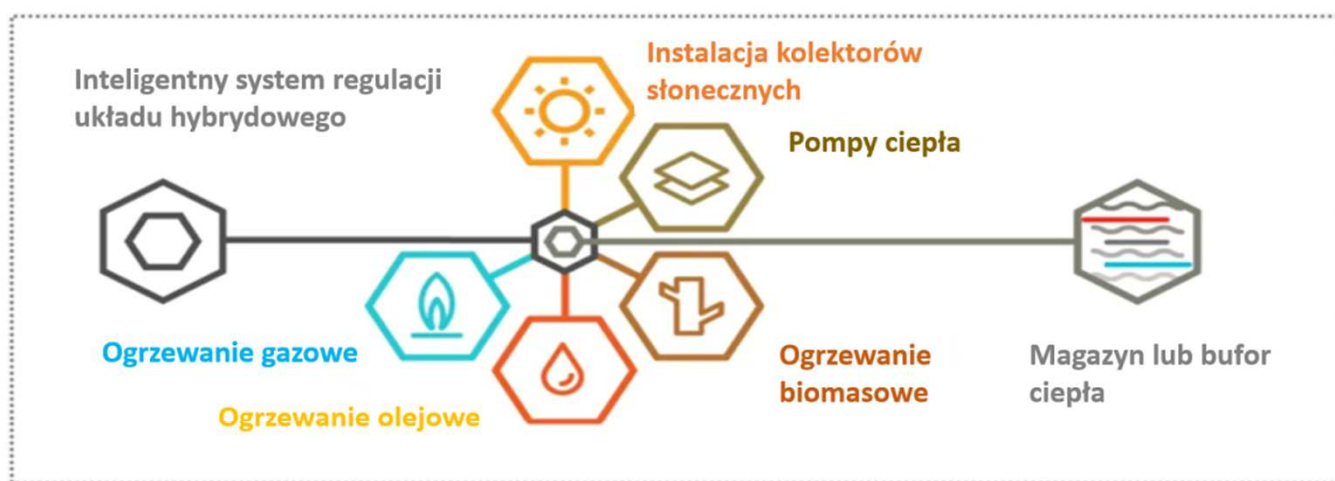 Inteligentny system regulacji
układu hybrydowego
Instalacja kolektorów
słonecznych
Pompy ciepła
Ogrzewanie gazowe
Ogrzewanie olejowe
Ogrzewanie
biomasowe
Magazyn lub bufor
ciepła